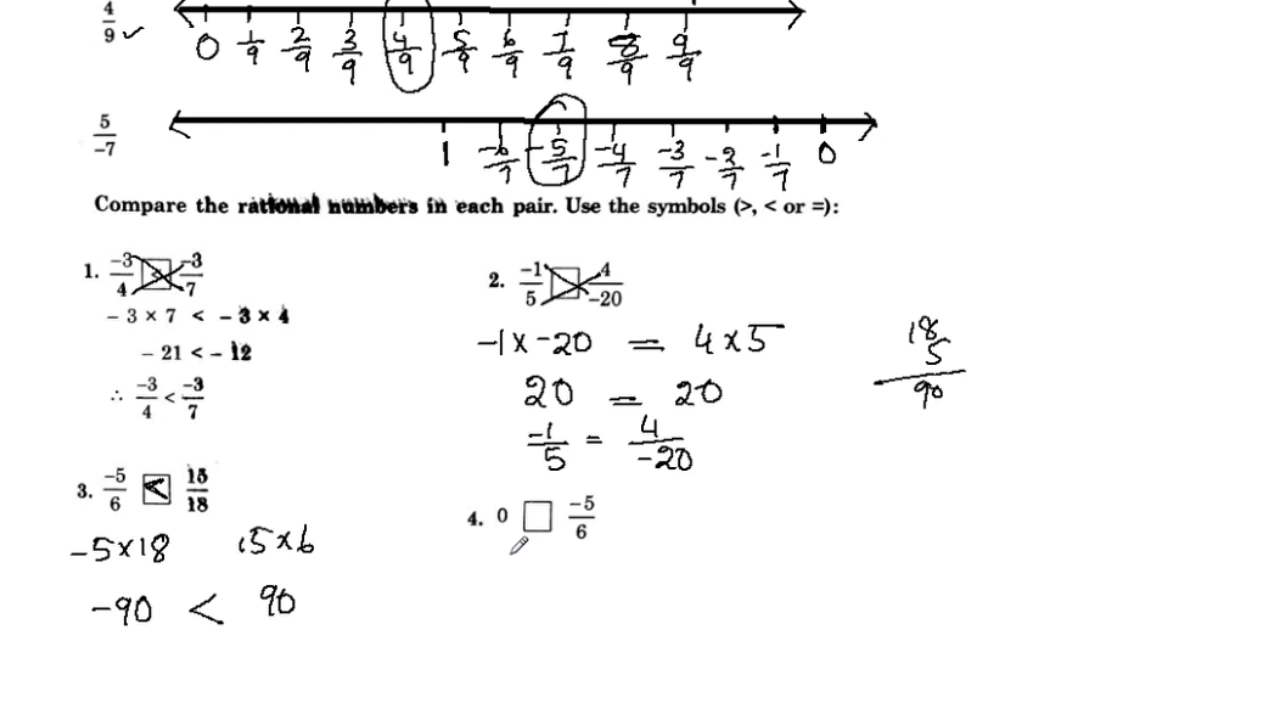 4/9 ✓
0 1/9 2/9 3/9 4/9 5/9 6/9 7/9 8/9 9/9
5/-7
1 -6/7 -5/7 -4/7 -3/7 -2/7 -1/7 0
Compare the rational numbers in each pair. Use the symbols (>, < or =):
1. -3/4 < -3/7
- 3 × 7 < - 3 × 4
- 21 < - 12
∴ -3/4 < -3/7
2. -1/5 □ 4/-20
-1 × -20 = 4 × 5
20 = 20
-1/5 = 4/-20
18
5
90
3. -5/6 < 15/18
-5×18 15×6
-90 < 90
4. 0 □ -5/6